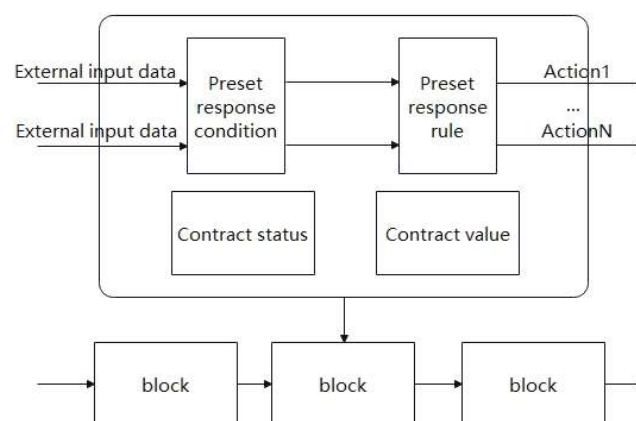 External input data
External input data
Preset
response
condition
Preset
response
rule
Action1
...
ActionN
Contract status
Contract value
block
block
block